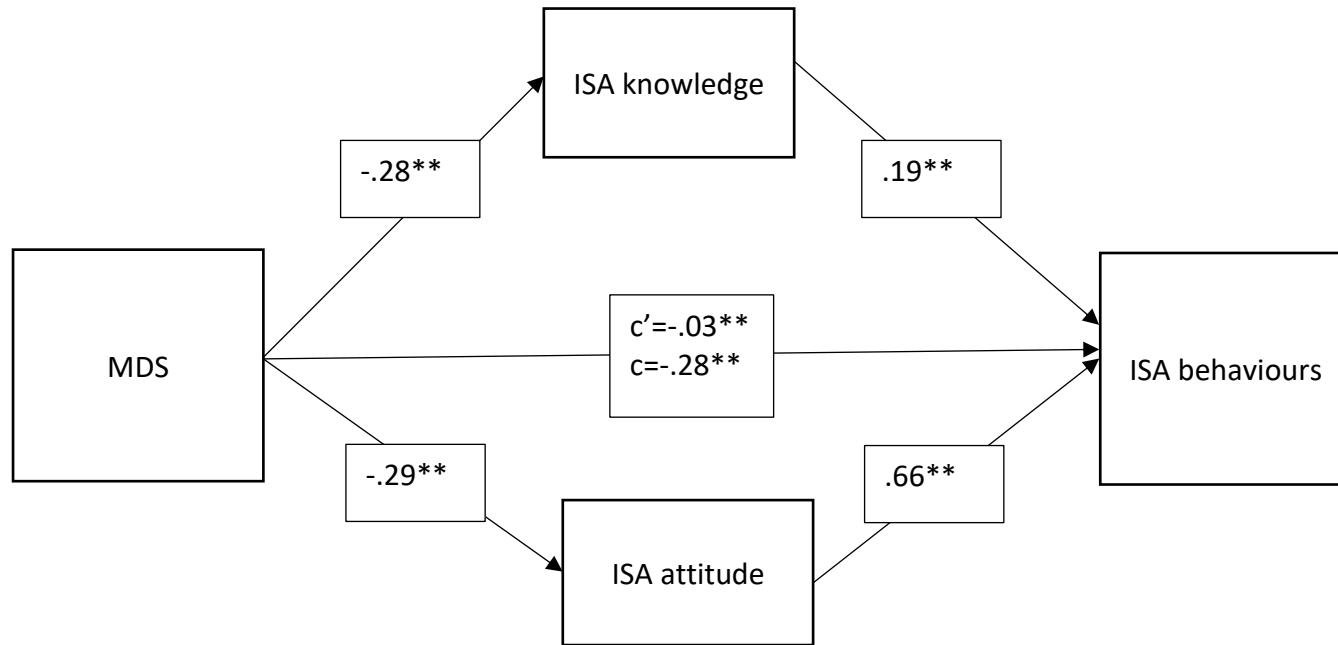 ISA knowledge
-.28**
.19**
MDS
c’=-.03**
c=-.28**
ISA behaviours
-.29**
.66**
ISA attitude